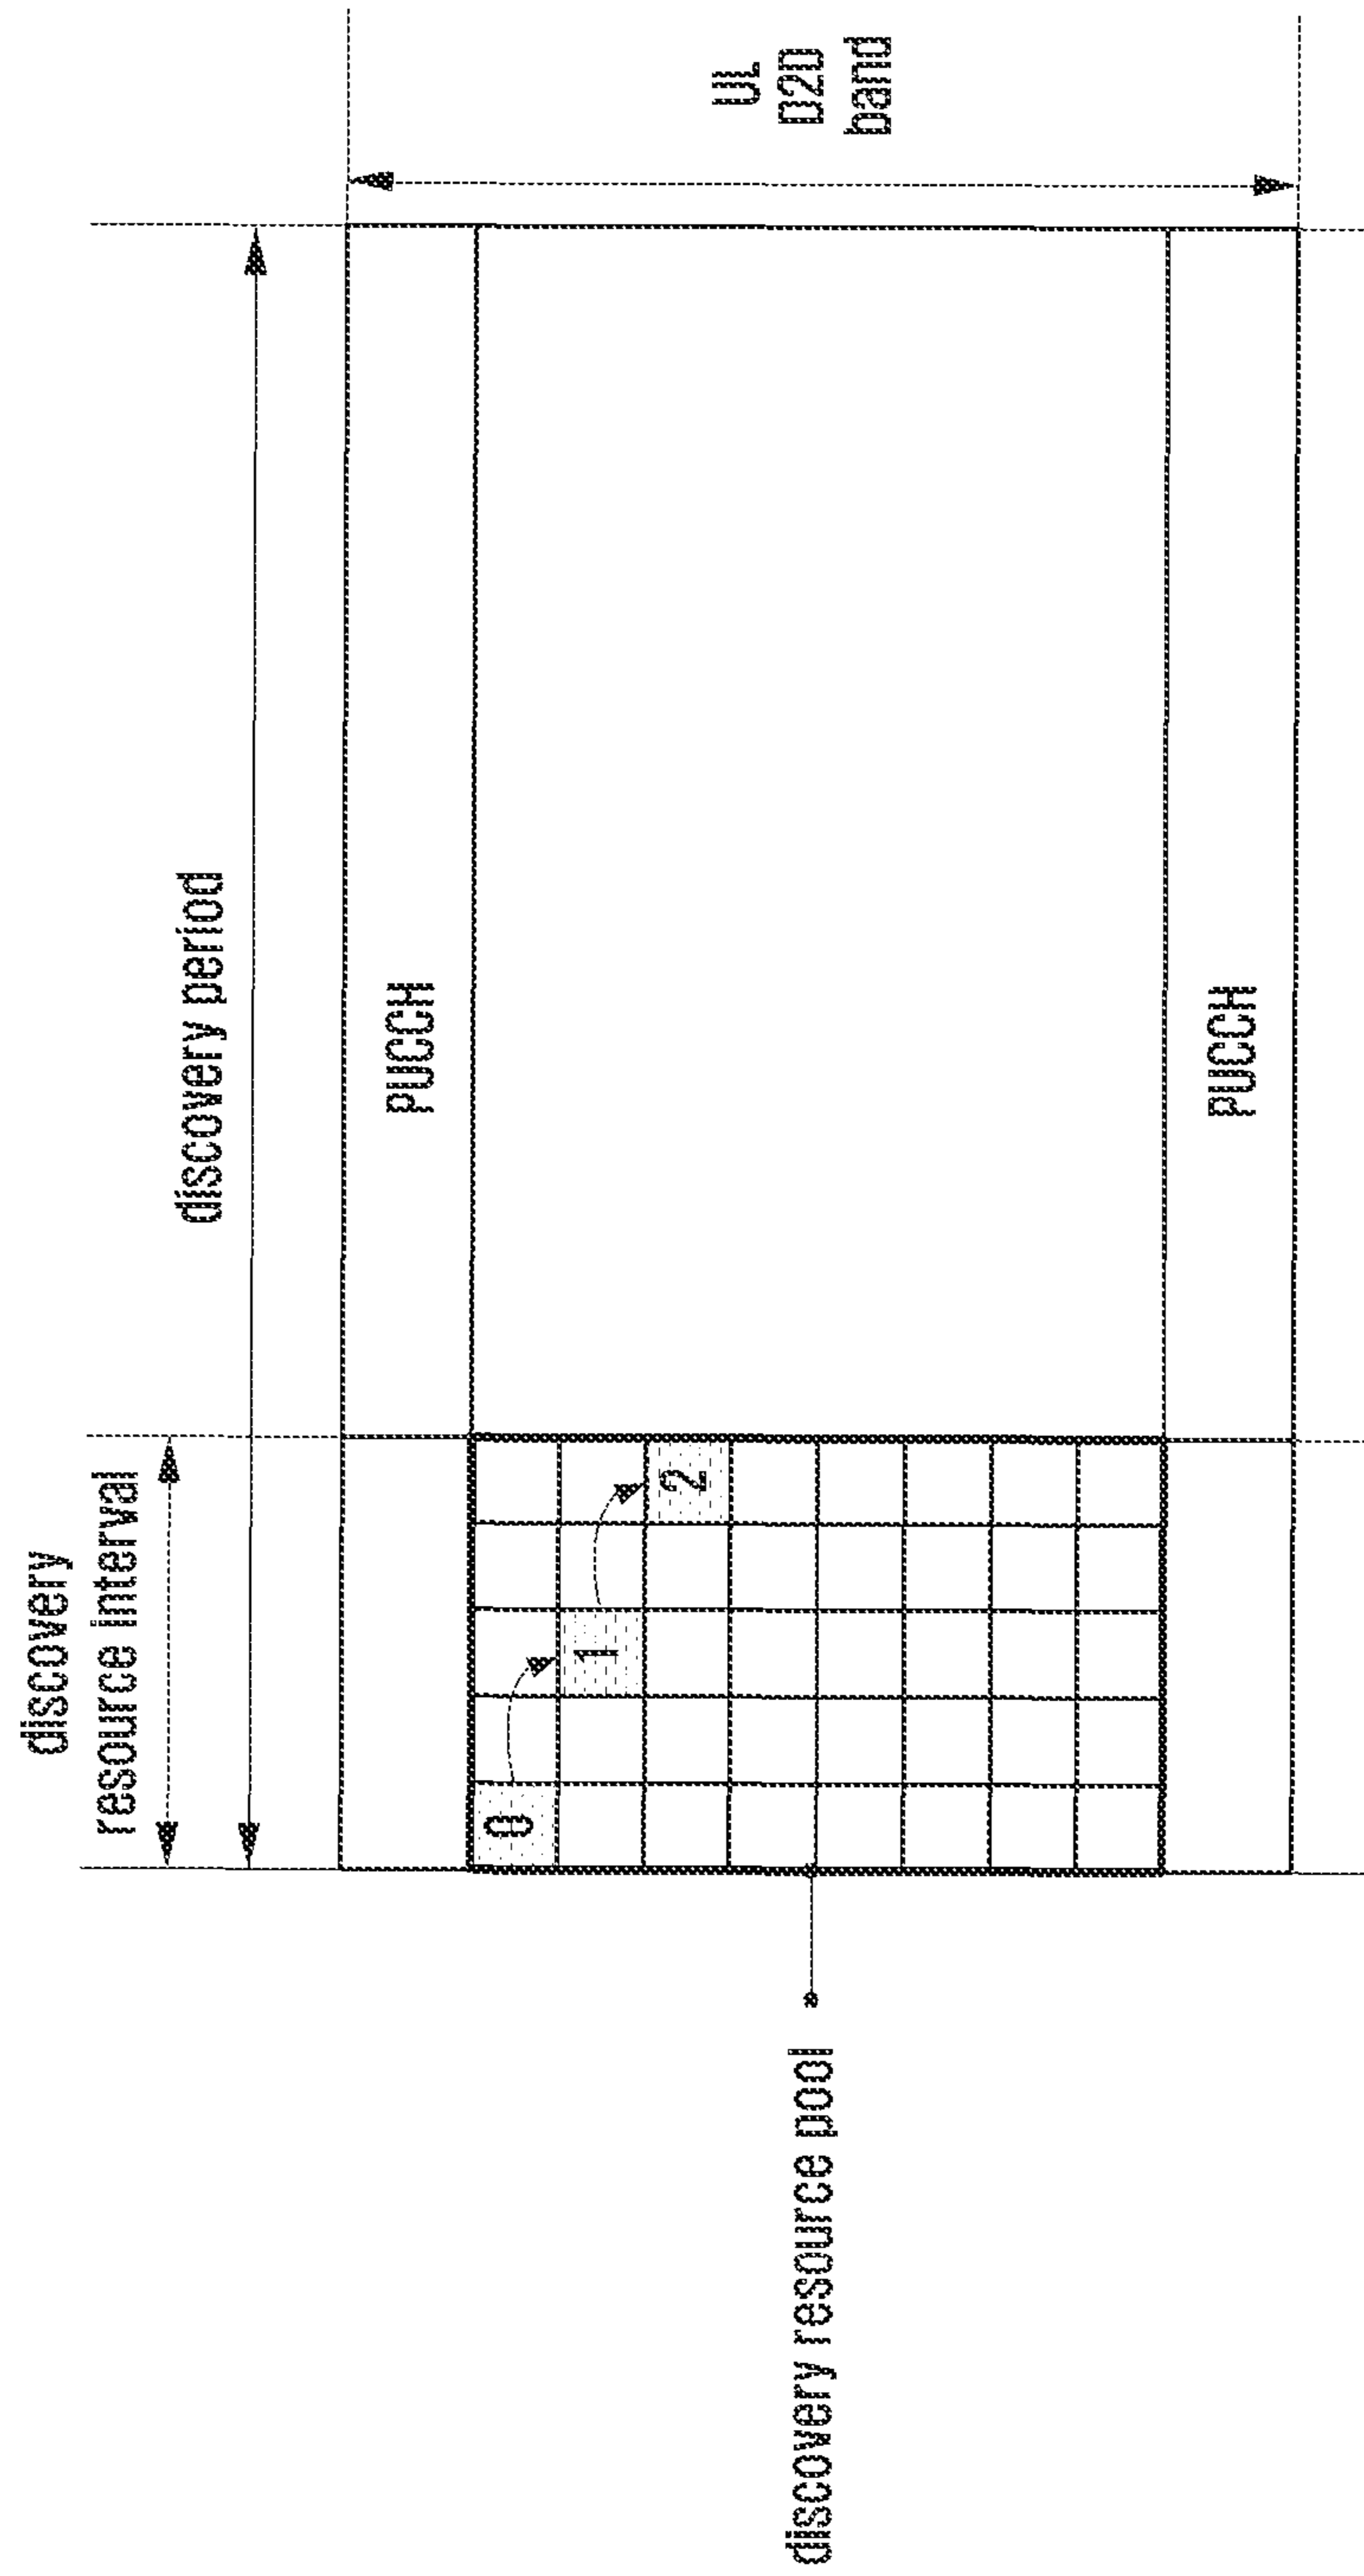 discovery
resource interval
discovery period
PUCCH
0
1
2
discovery resource pool
PUCCH
UL
D2D
band